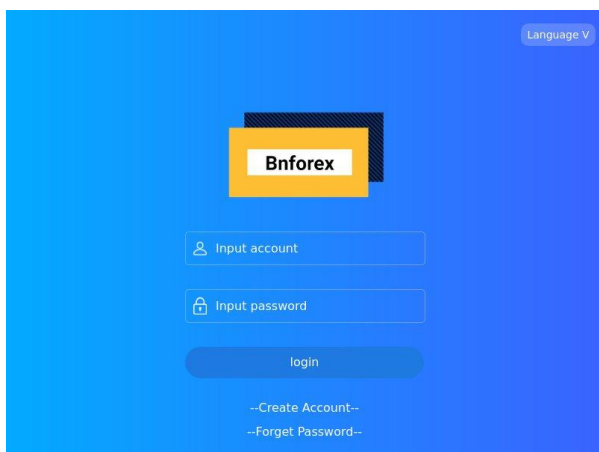 Language V
Bnforex
Input account
Input password
login
--Create Account--
--Forget Password--